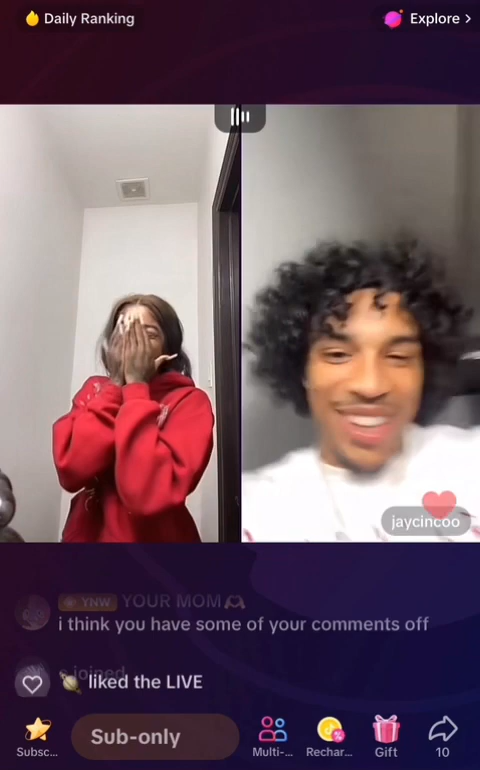 Daily Ranking
Explore >
jaycincoo
YNW YOUR MOM🫶🏾
i think you have some of your comments off
joined
🪐 liked the LIVE
Subsc...
Sub-only
Multi-...
Rechar...
Gift
10